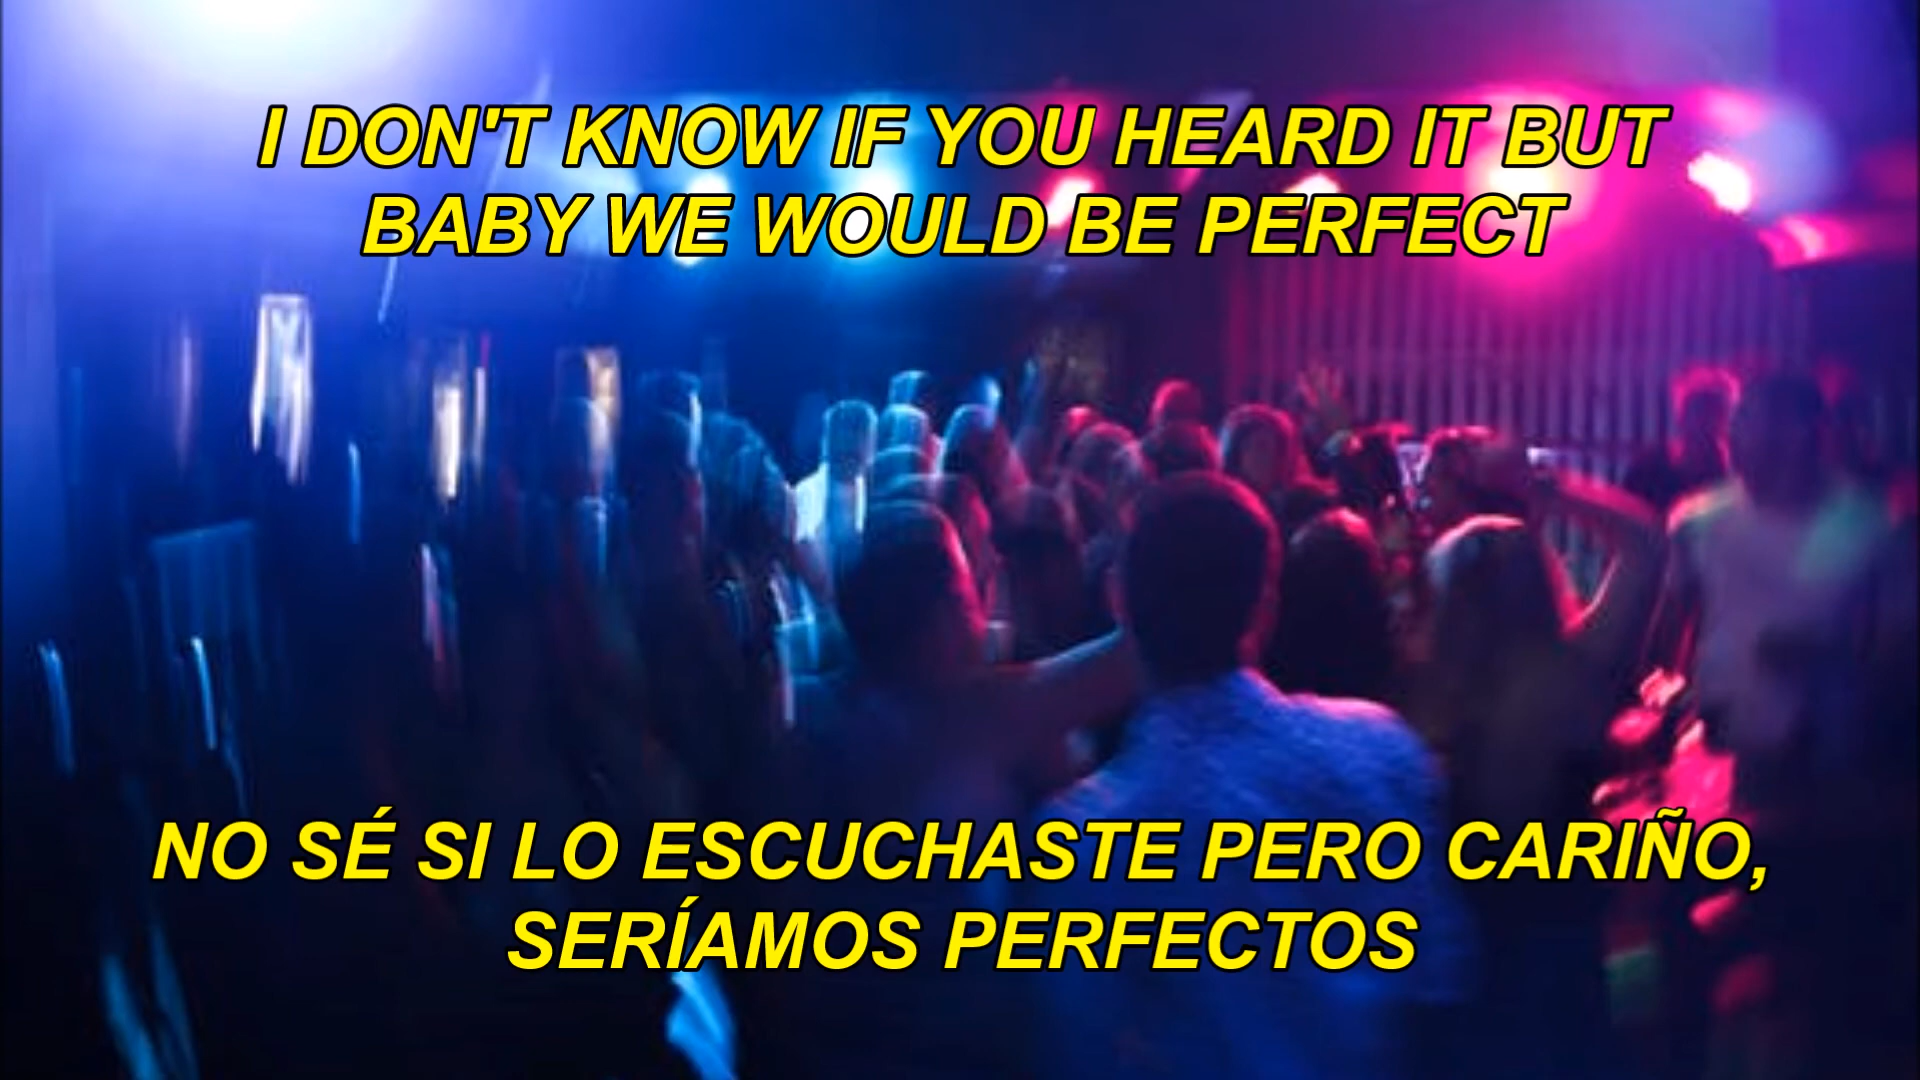 I DON'T KNOW IF YOU HEARD IT BUT
BABY WE WOULD BE PERFECT
NO SÉ SI LO ESCUCHASTE PERO CARIÑO,
SERÍAMOS PERFECTOS